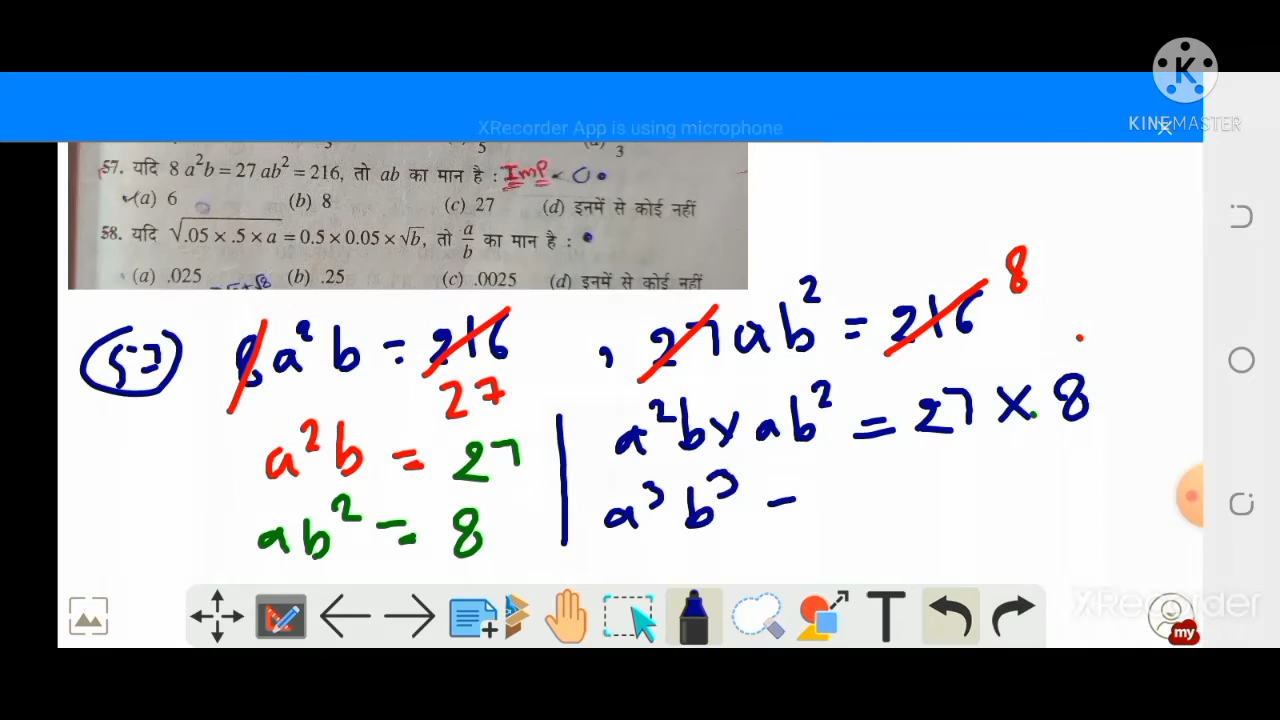 K
KINEMASTER
XRecorder App is using microphone
57. यदि 8 a²b = 27 ab² = 216, तो ab का मान है : Imp
(a) 6 (b) 8 (c) 27 (d) इनमें से कोई नहीं
58. यदि √.05 × .5 × a = 0.5 × 0.05 × √b, तो a/b का मान है :
(a) .025 (b) .25 (c) .0025 (d) इनमें से कोई नहीं
57 8a²b = 216 27 , 27ab² = 216 8
a²b = 27
ab² = 8
a²b × ab² = 27 × 8
a³b³ =
T
XRecorder
my